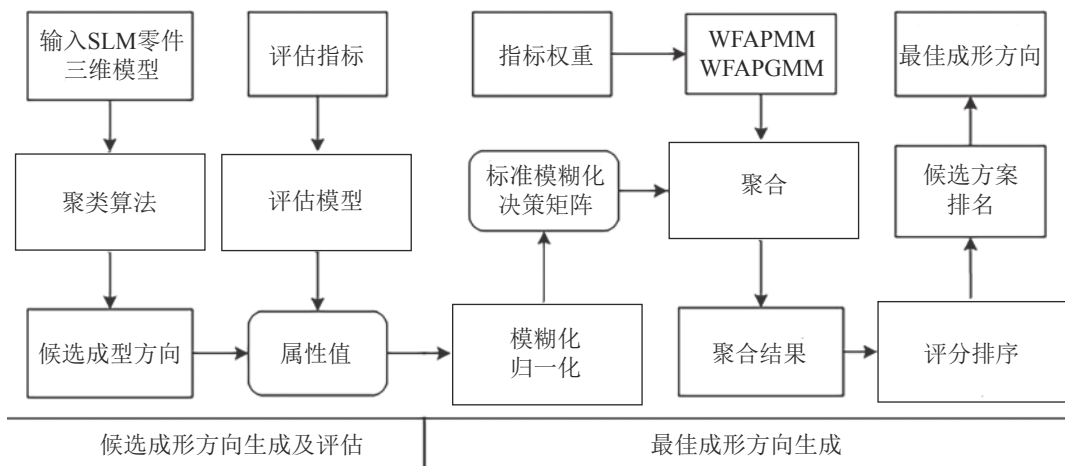 输入SLM零件
三维模型
评估指标
指标权重
WFAPMM
WFAPGMM
最佳成形方向
聚类算法
评估模型
标准模糊化
决策矩阵
聚合
候选方案
排名
候选成型方向
属性值
模糊化
归一化
聚合结果
评分排序
候选成形方向生成及评估
最佳成形方向生成